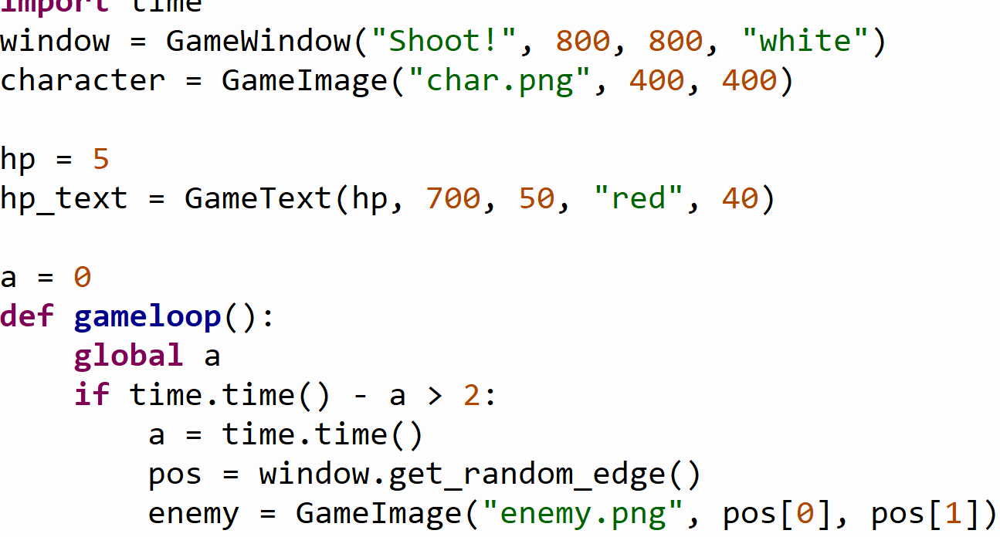 import time
window = GameWindow("Shoot!", 800, 800, "white")
character = GameImage("char.png", 400, 400)
hp = 5
hp_text = GameText(hp, 700, 50, "red", 40)
a = 0
def gameloop():
    global a
    if time.time() - a > 2:
        a = time.time()
        pos = window.get_random_edge()
        enemy = GameImage("enemy.png", pos[0], pos[1])